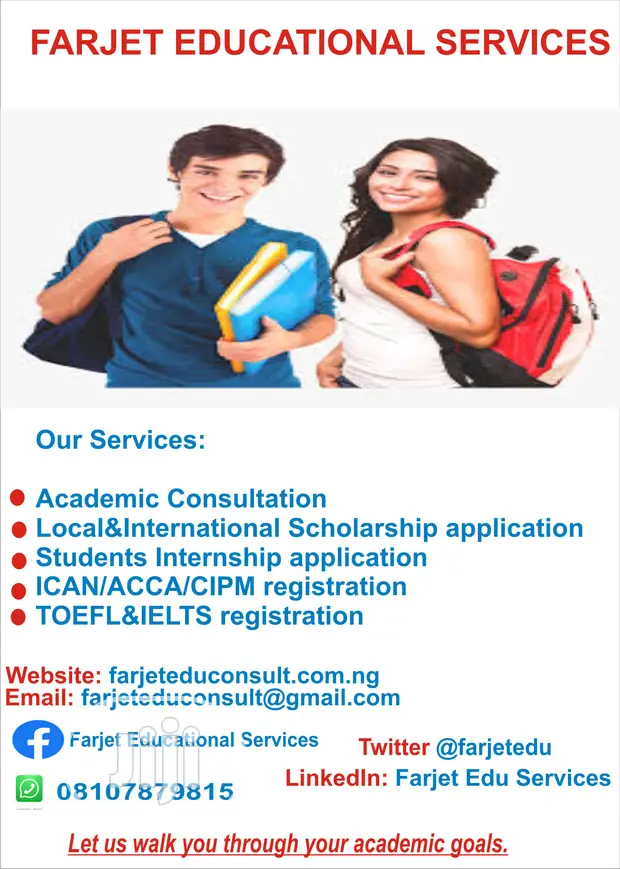 FARJET EDUCATIONAL SERVICES
Our Services:
Academic Consultation
Local&International Scholarship application
Students Internship application
ICAN/ACCA/CIPM registration
TOEFL&IELTS registration
Website: farjeteduconsult.com.ng
Email: farjeteduconsult@gmail.com
Farjet Educational Services
Twitter @farjetedu
LinkedIn: Farjet Edu Services
08107879815
Jiji
Let us walk you through your academic goals.